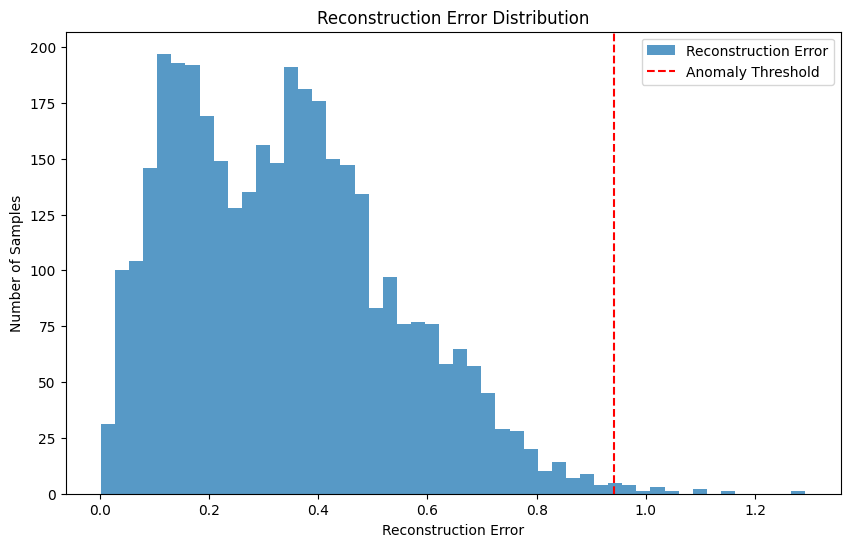 Reconstruction Error Distribution
Reconstruction Error
Anomaly Threshold
Number of Samples
200
175
150
125
100
75
50
25
0
0.0 0.2 0.4 0.6 0.8 1.0 1.2
Reconstruction Error